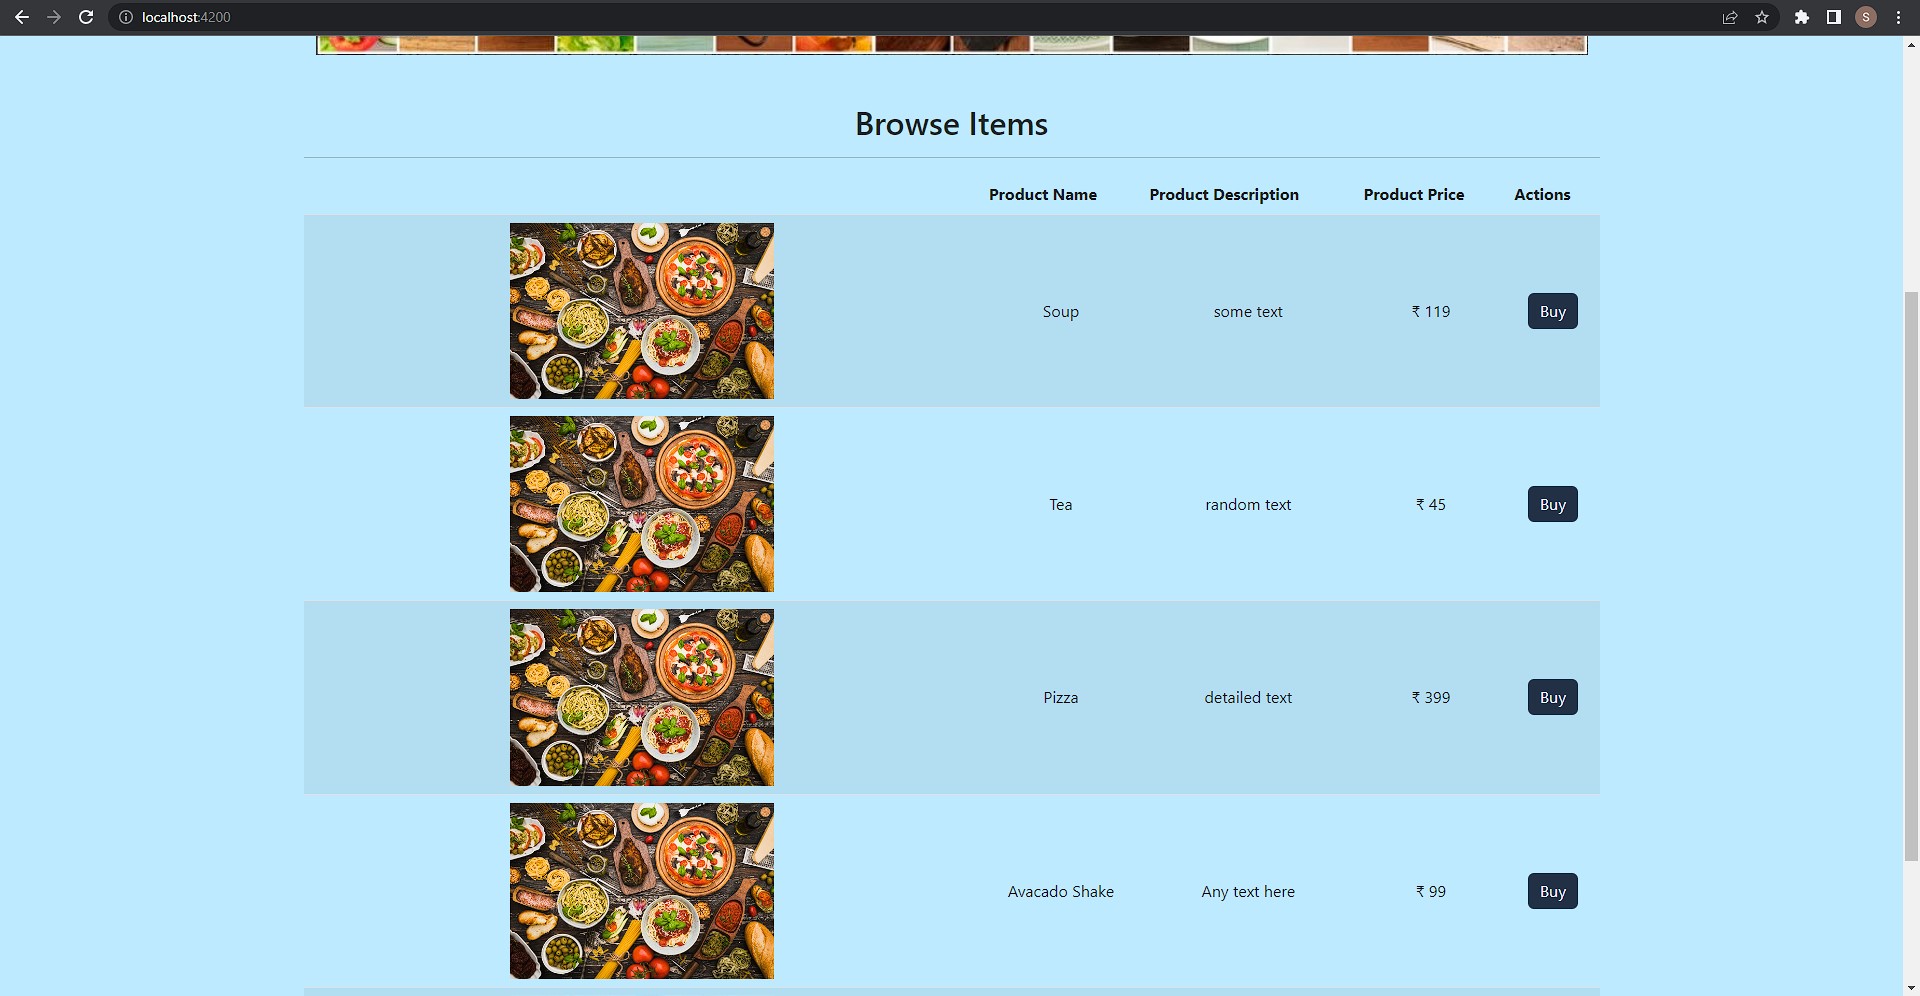 localhost:4200
S
Browse Items
Product Name Product Description Product Price Actions
Soup some text ₹ 119 Buy
Tea random text ₹ 45 Buy
Pizza detailed text ₹ 399 Buy
Avacado Shake Any text here ₹ 99 Buy